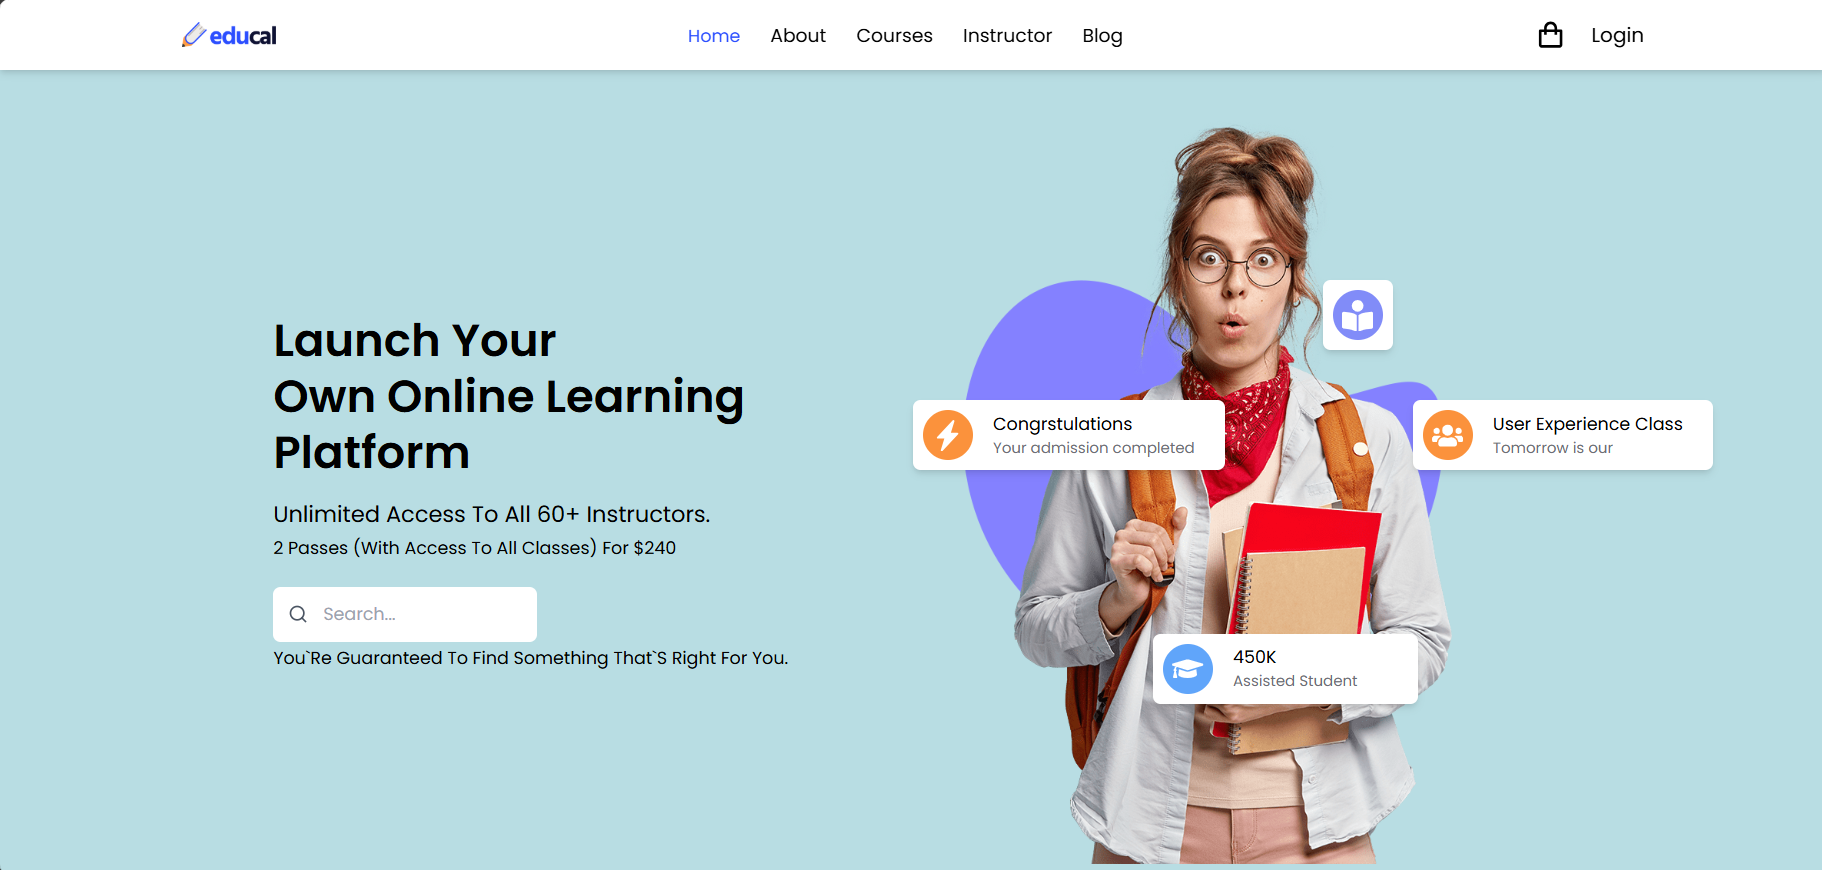 educal
Home About Courses Instructor Blog
Login
Launch Your
Own Online Learning
Platform
Unlimited Access To All 60+ Instructors.
2 Passes (With Access To All Classes) For $240
Search...
You`Re Guaranteed To Find Something That`S Right For You.
Congrstulations
Your admission completed
User Experience Class
Tomorrow is our
450K
Assisted Student